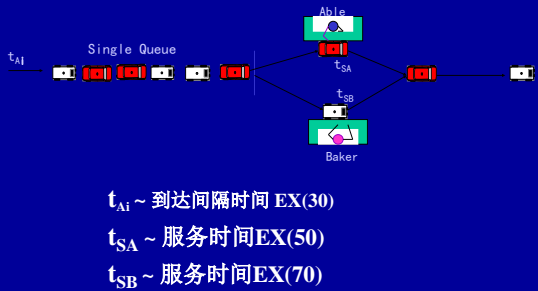 Able
Single Queue
tAi
tSA
tSB
Baker
tAi ~ 到达间隔时间 EX(30)
tSA ~ 服务时间EX(50)
tSB ~ 服务时间EX(70)